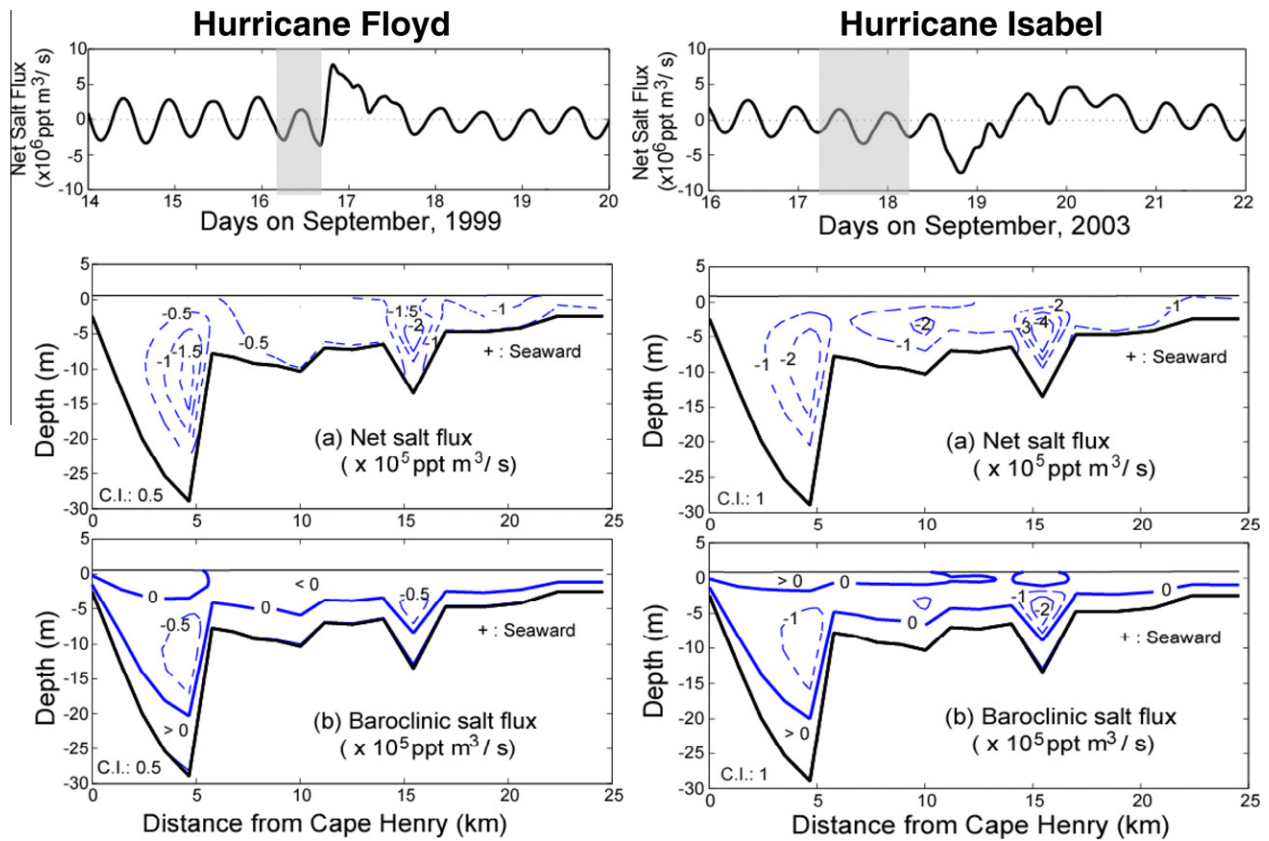 Hurricane Floyd
Net Salt Flux
(x10⁶ppt m³/ s)
10
5
0
-5
-10
14 15 16 17 18 19 20
Days on September, 1999
Depth (m)
5
0
-5
-10
-15
-20
-25
-30
-0.5
-1.5
-1
-0.5
-1.5
-2
-1
-1
+ : Seaward
(a) Net salt flux
( x 10⁵ppt m³/ s)
C.I.: 0.5
0 5 10 15 20 25
Depth (m)
5
0
-5
-10
-15
-20
-25
-30
0
< 0
0
-0.5
-0.5
+ : Seaward
> 0
(b) Baroclinic salt flux
( x 10⁵ppt m³/ s)
C.I.: 0.5
0 5 10 15 20 25
Distance from Cape Henry (km)
Hurricane Isabel
Net Salt Flux
(x10⁶ppt m³/ s)
10
5
0
-5
-10
16 17 18 19 20 21 22
Days on September, 2003
Depth (m)
5
0
-5
-10
-15
-20
-25
-30
-1
-2
-2
-1
-2
-3
-4
-1
+ : Seaward
(a) Net salt flux
( x 10⁵ppt m³/ s)
C.I.: 1
0 5 10 15 20 25
Depth (m)
5
0
-5
-10
-15
-20
-25
-30
> 0
0
-1
0
-1
-2
0
+ : Seaward
> 0
(b) Baroclinic salt flux
( x 10⁵ppt m³/ s)
C.I.: 1
0 5 10 15 20 25
Distance from Cape Henry (km)